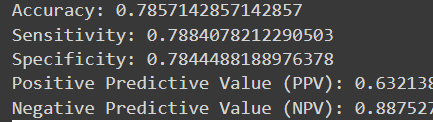 Accuracy: 0.7857142857142857
Sensitivity: 0.7884078212290503
Specificity: 0.7844488188976378
Positive Predictive Value (PPV): 0.632138
Negative Predictive Value (NPV): 0.887527